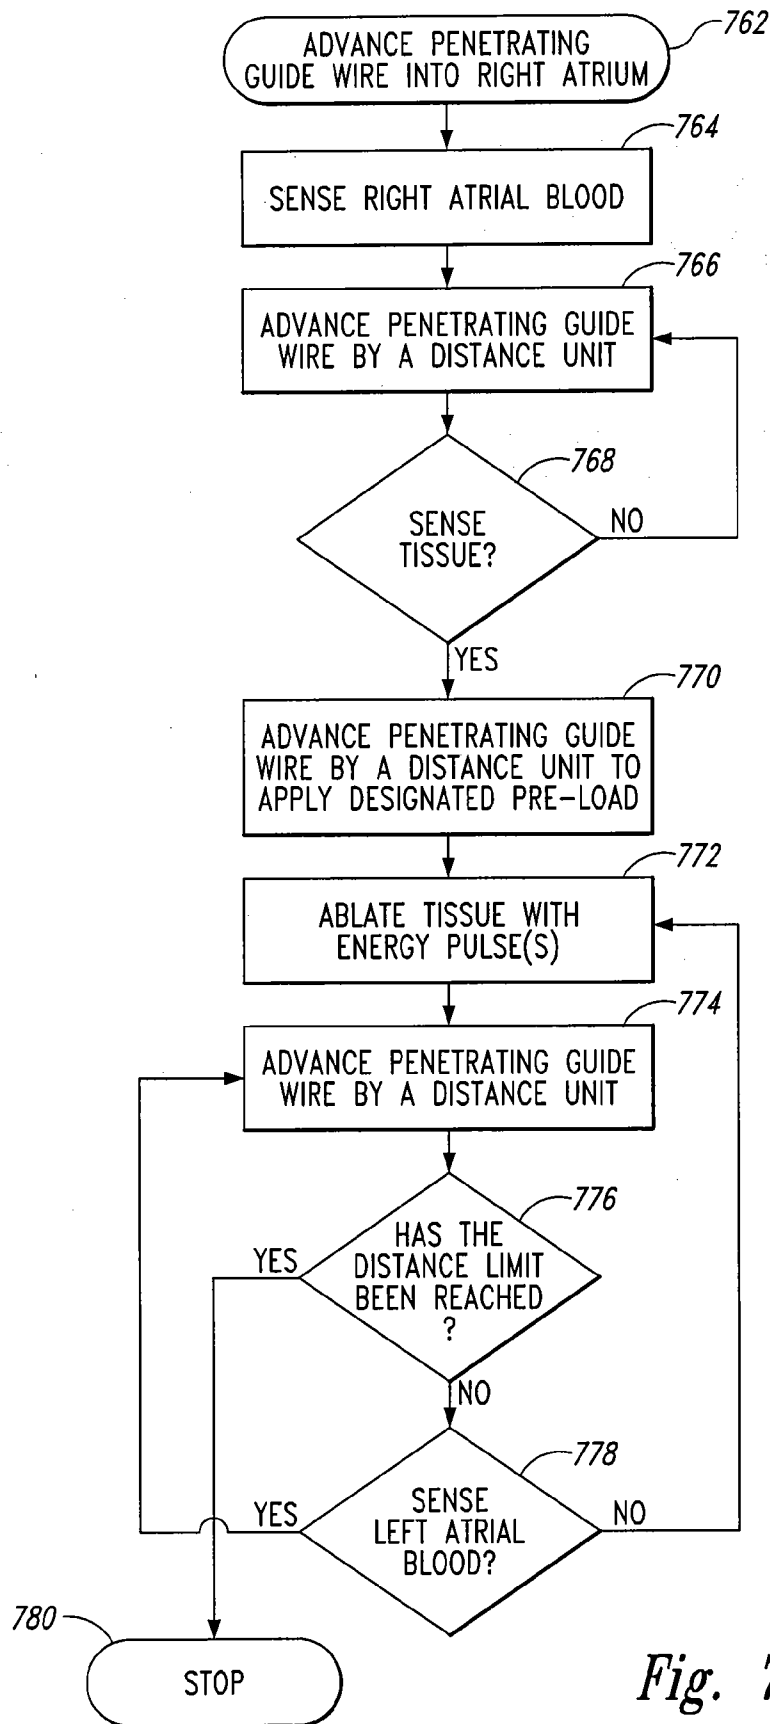 762
ADVANCE PENETRATING
GUIDE WIRE INTO RIGHT ATRIUM
764
SENSE RIGHT ATRIAL BLOOD
766
ADVANCE PENETRATING GUIDE
WIRE BY A DISTANCE UNIT
768
SENSE
TISSUE?
NO
YES
770
ADVANCE PENETRATING GUIDE
WIRE BY A DISTANCE UNIT TO
APPLY DESIGNATED PRE-LOAD
772
ABLATE TISSUE WITH
ENERGY PULSE(S)
774
ADVANCE PENETRATING GUIDE
WIRE BY A DISTANCE UNIT
776
HAS THE
DISTANCE LIMIT
BEEN REACHED
?
YES
NO
778
SENSE
LEFT ATRIAL
BLOOD?
YES
NO
780
STOP
Fig. 7